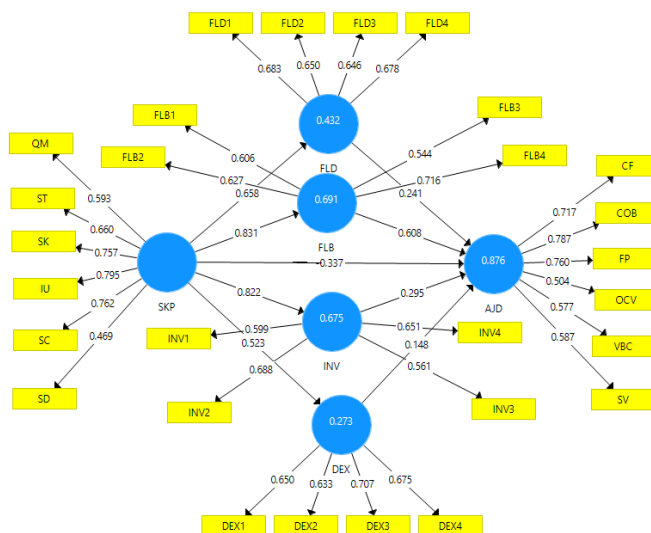 FLD1
FLD2
FLD3
FLD4
0.683
0.650
0.646
0.678
0.432
FLD
FLB1
FLB2
FLB3
FLB4
0.606
0.627
0.544
0.716
0.691
FLB
QM
ST
SK
IU
SC
SD
0.593
0.660
0.757
0.795
0.762
0.469
SKP
0.658
0.831
-0.337
0.822
0.523
0.241
0.608
0.295
0.148
0.876
AJD
CF
COB
FP
OCV
VBC
SV
0.717
0.787
0.760
0.504
0.577
0.587
0.675
INV
INV1
INV2
INV3
INV4
0.599
0.688
0.561
0.651
0.273
DEX
0.650
0.633
0.707
0.675
DEX1
DEX2
DEX3
DEX4